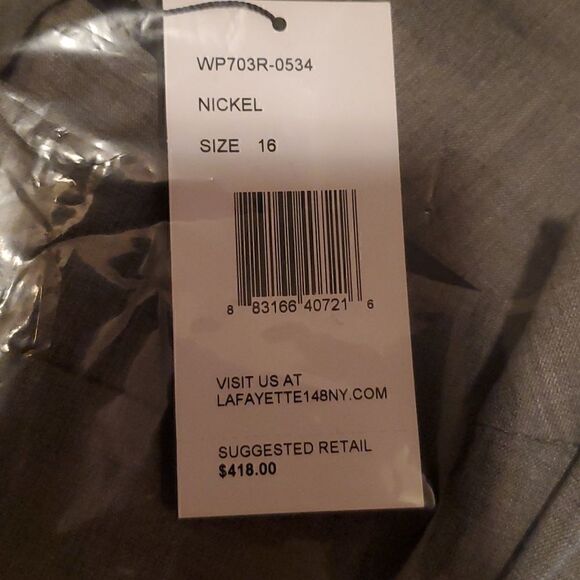 WP703R-0534
NICKEL
SIZE 16
8 83166 40721 6
VISIT US AT
LAFAYETTE148NY.COM
SUGGESTED RETAIL
$418.00